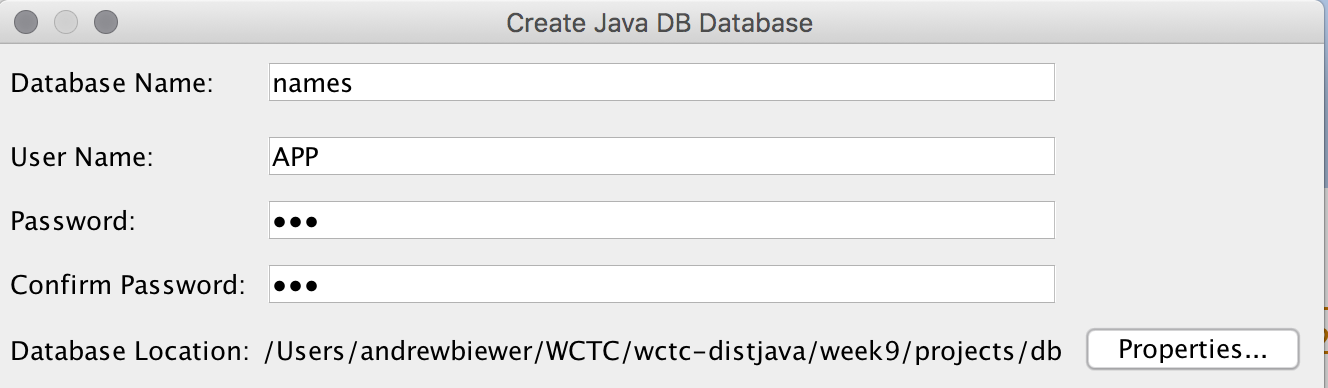 Create Java DB Database
Database Name: names
User Name: APP
Password: •••
Confirm Password: •••
Database Location: /Users/andrewbiewer/WCTC/wctc-distjava/week9/projects/db Properties...